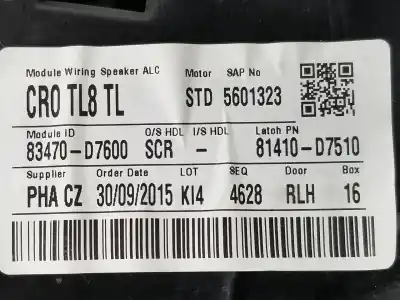 Module Wiring Speaker ALC Motor SAP No
CR0 TL8 TL STD 5601323
Module ID O/S HDL I/S HDL Latch PN
83470-D7600 SCR - 81410-D7510
Supplier Order Date LOT SEQ Door Box
PHA CZ 30/09/2015 KI4 4628 RLH 16